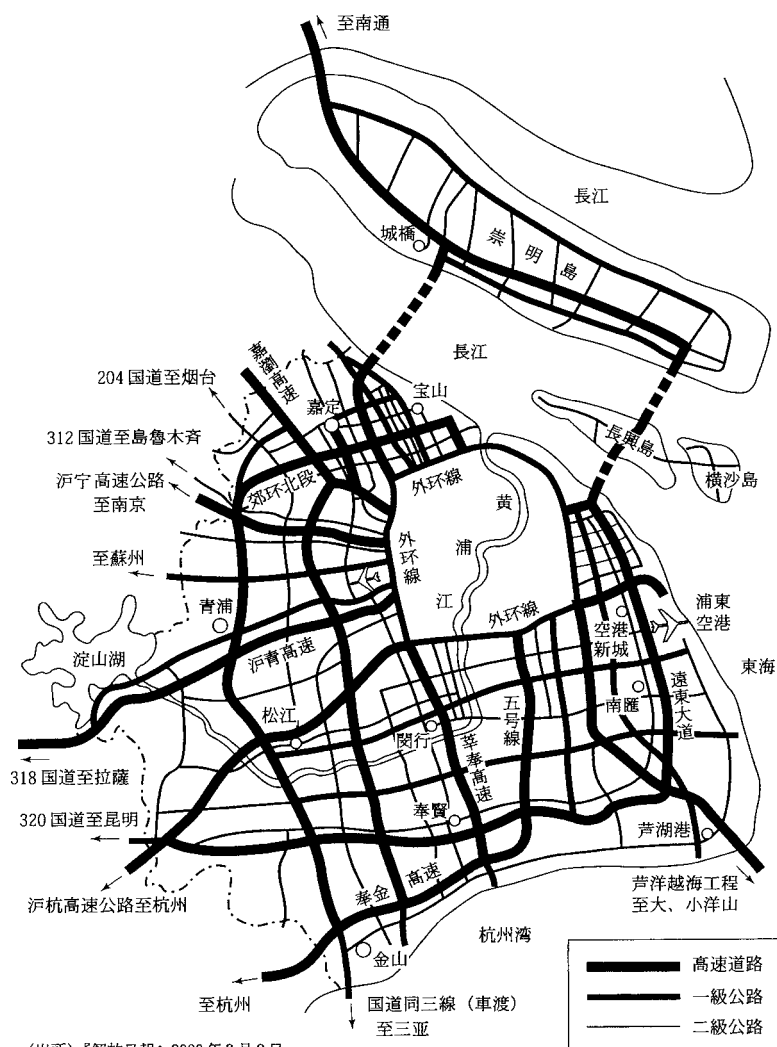 至南通
長江
城橋
崇明島
長江
嘉瀏高速
204国道至烟台
嘉定
宝山
312国道至烏魯木斉
長興島
横沙島
沪宁高速公路
至南京
郊环北段
外环線
黄浦江
外环線
至蘇州
青浦
外环線
浦東
空港
空港
新城
淀山湖
沪青高速
東海
遠東大道
南匯
松江
五号線
閔行
莘奉高速
318国道至拉薩
320国道至昆明
奉賢
芦湖港
沪杭高速公路至杭州
奉金高速
芦洋越海工程
至大、小洋山
杭州湾
金山
至杭州
国道同三線（車渡）
至三亚
高速道路
一級公路
二級公路